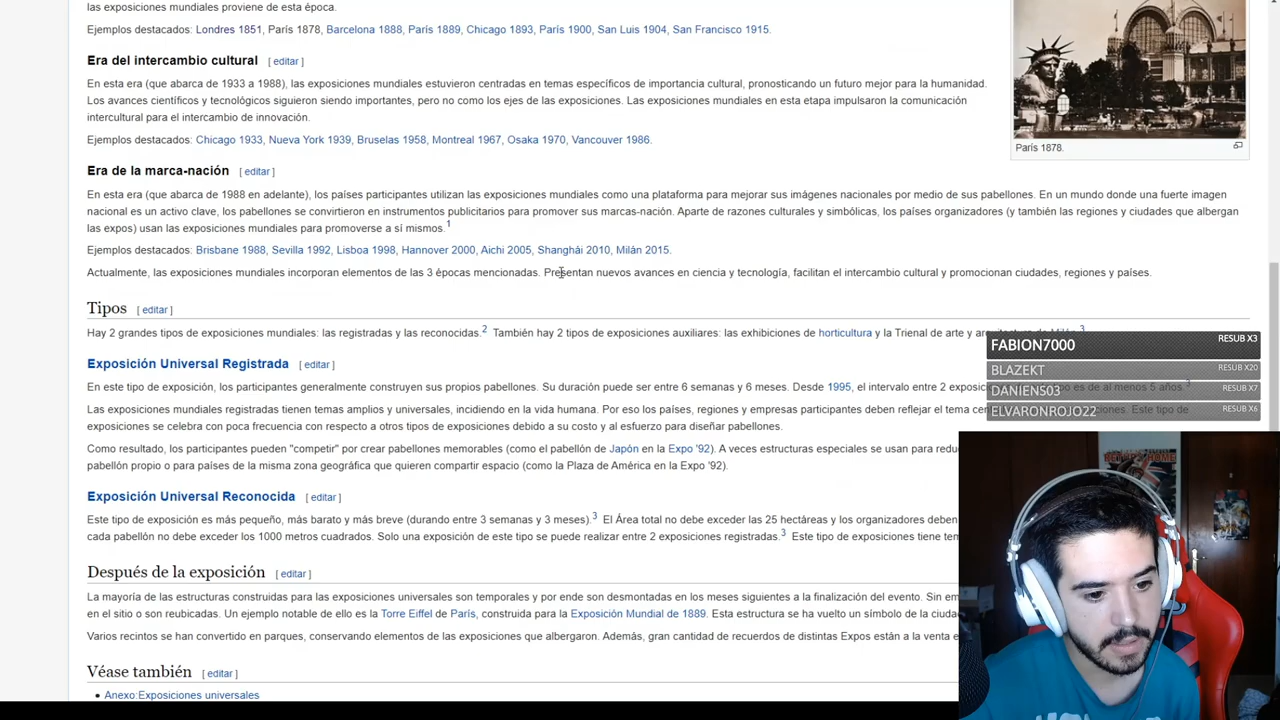 las exposiciones mundiales proviene de esta época.
Ejemplos destacados: Londres 1851, París 1878, Barcelona 1888, París 1889, Chicago 1893, París 1900, San Luis 1904, San Francisco 1915.
Era del intercambio cultural [ editar ]
En esta era (que abarca de 1933 a 1988), las exposiciones mundiales estuvieron centradas en temas específicos de importancia cultural, pronosticando un futuro mejor para la humanidad.
Los avances científicos y tecnológicos siguieron siendo importantes, pero no como los ejes de las exposiciones. Las exposiciones mundiales en esta etapa impulsaron la comunicación
intercultural para el intercambio de innovación.
París 1878.
Ejemplos destacados: Chicago 1933, Nueva York 1939, Bruselas 1958, Montreal 1967, Osaka 1970, Vancouver 1986.
Era de la marca-nación [ editar ]
En esta era (que abarca de 1988 en adelante), los países participantes utilizan las exposiciones mundiales como una plataforma para mejorar sus imágenes nacionales por medio de sus pabellones. En un mundo donde una fuerte imagen
nacional es un activo clave, los pabellones se convirtieron en instrumentos publicitarios para promover sus marcas-nación. Aparte de razones culturales y simbólicas, los países organizadores (y también las regiones y ciudades que albergan
las expos) usan las exposiciones mundiales para promoverse a sí mismos.1
Ejemplos destacados: Brisbane 1988, Sevilla 1992, Lisboa 1998, Hannover 2000, Aichi 2005, Shanghái 2010, Milán 2015.
Actualmente, las exposiciones mundiales incorporan elementos de las 3 épocas mencionadas. Presentan nuevos avances en ciencia y tecnología, facilitan el intercambio cultural y promocionan ciudades, regiones y países.
Tipos [ editar ]
Hay 2 grandes tipos de exposiciones mundiales: las registradas y las reconocidas.2 También hay 2 tipos de exposiciones auxiliares: las exhibiciones de horticultura y la Trienal de arte y 3
FABION7000 RESUB X3
BLAZEKT RESUB X20
DANIENS03 RESUB X7
ELVARONROJO22 RESUB X6
Exposición Universal Registrada [ editar ]
En este tipo de exposición, los participantes generalmente construyen sus propios pabellones. Su duración puede ser entre 6 semanas y 6 meses. Desde 1995, el intervalo entre 2 es de al menos 5 años.3
Las exposiciones mundiales registradas tienen temas amplios y universales, incidiendo en la vida humana. Por eso los países, regiones y empresas participantes deben reflejar el tema Este tipo de
exposiciones se celebra con poca frecuencia con respecto a otros tipos de exposiciones debido a su costo y al esfuerzo para diseñar pabellones.
Como resultado, los participantes pueden "competir" por crear pabellones memorables (como el pabellón de Japón en la Expo '92). A veces estructuras especiales se usan para
pabellón propio o para países de la misma zona geográfica que quieren compartir espacio (como la Plaza de América en la Expo '92).
Exposición Universal Reconocida [ editar ]
Este tipo de exposición es más pequeño, más barato y más breve (durando entre 3 semanas y 3 meses).3 El Área total no debe exceder las 25 hectáreas y los organizadores deben
cada pabellón no debe exceder los 1000 metros cuadrados. Solo una exposición de este tipo se puede realizar entre 2 exposiciones registradas.3 Este tipo de exposiciones tiene
Después de la exposición [ editar ]
La mayoría de las estructuras construidas para las exposiciones universales son temporales y por ende son desmontadas en los meses siguientes a la finalización del evento. Sin
en el sitio o son reubicadas. Un ejemplo notable de ello es la Torre Eiffel de París, construida para la Exposición Mundial de 1889. Esta estructura se ha vuelto un símbolo de la
Varios recintos se han convertido en parques, conservando elementos de las exposiciones que albergaron. Además, gran cantidad de recuerdos de distintas Expos están a la venta
Véase también [ editar ]
Anexo:Exposiciones universales